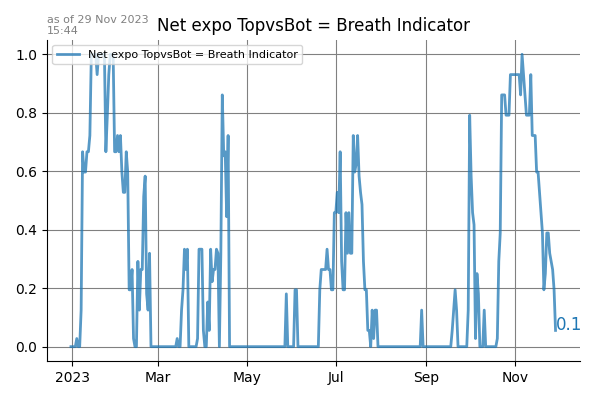 as of 29 Nov 2023
15:44
Net expo TopvsBot = Breath Indicator
Net expo TopvsBot = Breath Indicator
1.0
0.8
0.6
0.4
0.2
0.0
0.1
2023 Mar May Jul Sep Nov